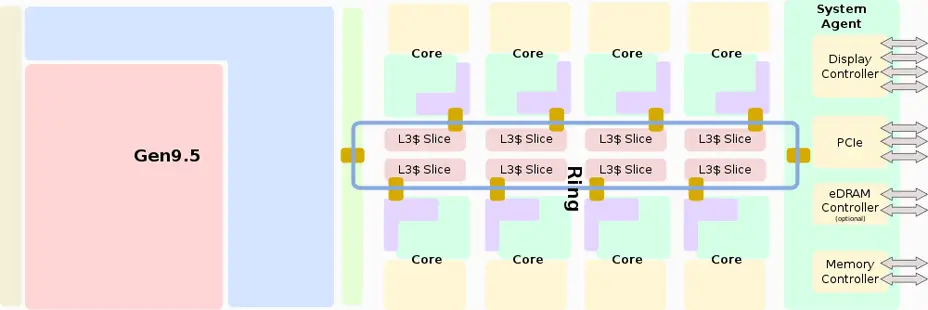 System
Agent
Core
Core
Core
Core
Display
Controller
L3$ Slice
L3$ Slice
L3$ Slice
L3$ Slice
PCIe
Gen9.5
L3$ Slice
L3$ Slice
L3$ Slice
L3$ Slice
Ring
eDRAM
Controller
(optional)
Core
Core
Core
Core
Memory
Controller